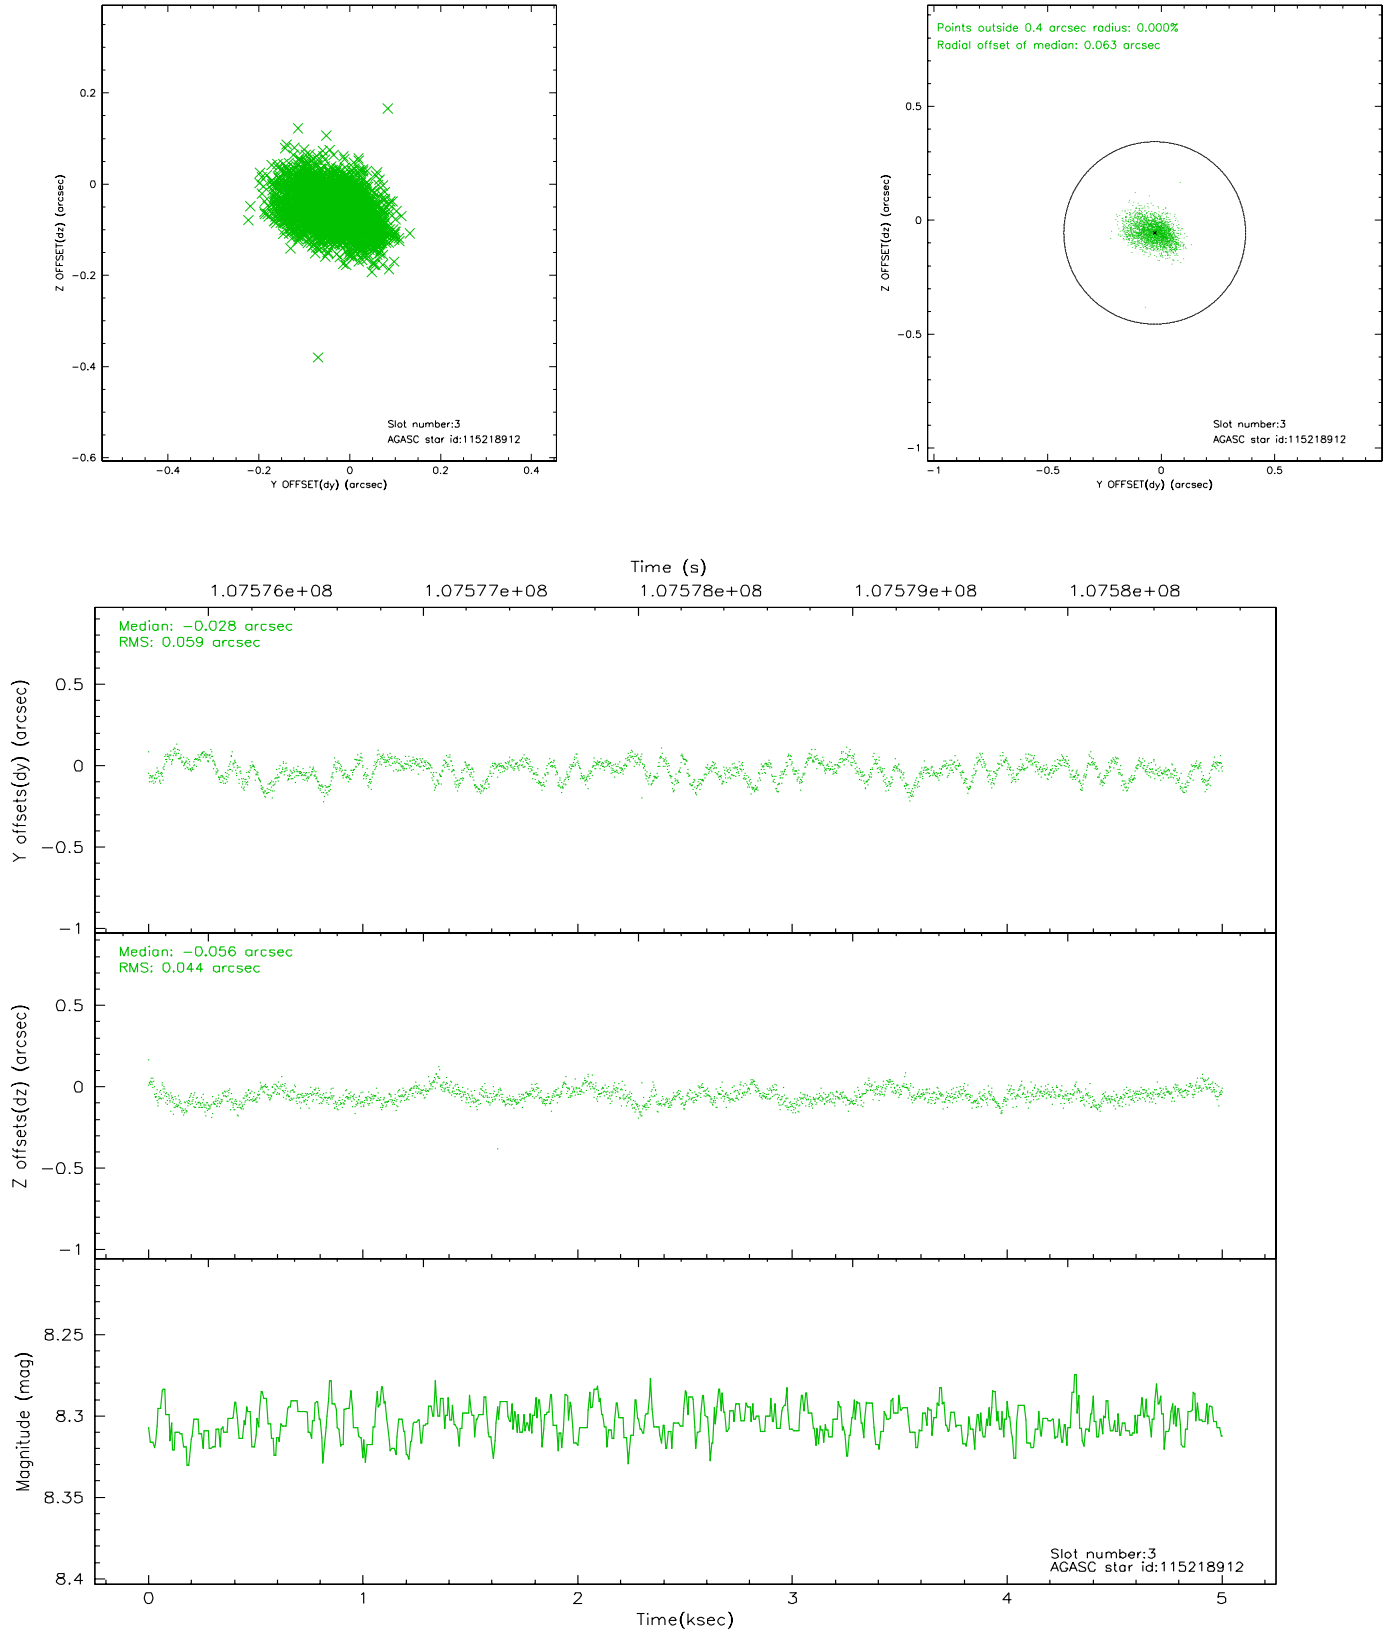 0.2
0
−0.2
−0.4
−0.6
Z OFFSET(dz) (arcsec)
Slot number:3
AGASC star id:115218912
−0.4 −0.2 0 0.2 0.4
Y OFFSET(dy) (arcsec)
Points outside 0.4 arcsec radius: 0.000%
Radial offset of median: 0.063 arcsec
0.5
0
−0.5
−1
Z OFFSET(dz) (arcsec)
Slot number:3
AGASC star id:115218912
−1 −0.5 0 0.5
Y OFFSET(dy) (arcsec)
Time (s)
1.07576e+08 1.07577e+08 1.07578e+08 1.07579e+08 1.0758e+08
Median: −0.028 arcsec
RMS: 0.059 arcsec
0.5
0
−0.5
−1
Y offsets(dy) (arcsec)
Median: −0.056 arcsec
RMS: 0.044 arcsec
0.5
0
−0.5
−1
Z offsets(dz) (arcsec)
8.25
8.3
8.35
8.4
Magnitude (mag)
Slot number:3
AGASC star id:115218912
0 1 2 3 4 5
Time(ksec)